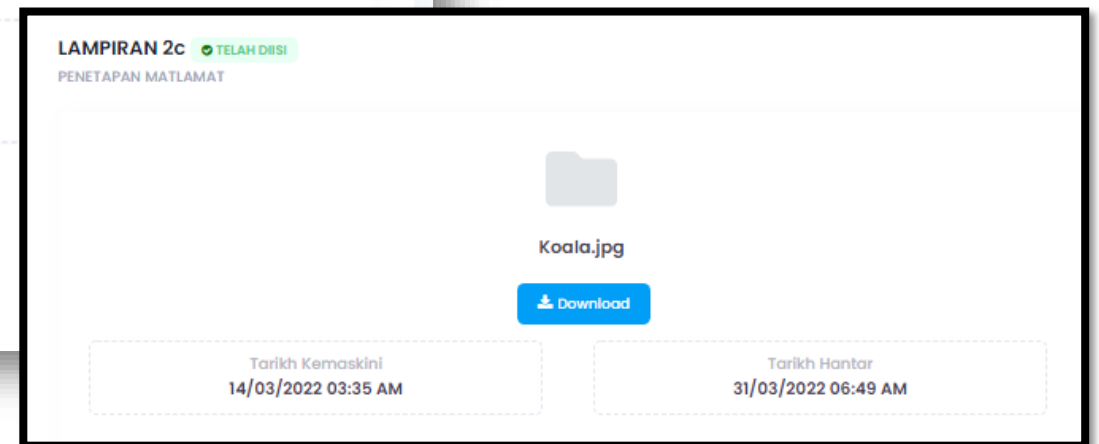 LAMPIRAN 2c TELAH DIISI
PENETAPAN MATLAMAT
Koala.jpg
Download
Tarikh Kemaskini
14/03/2022 03:35 AM
Tarikh Hantar
31/03/2022 06:49 AM